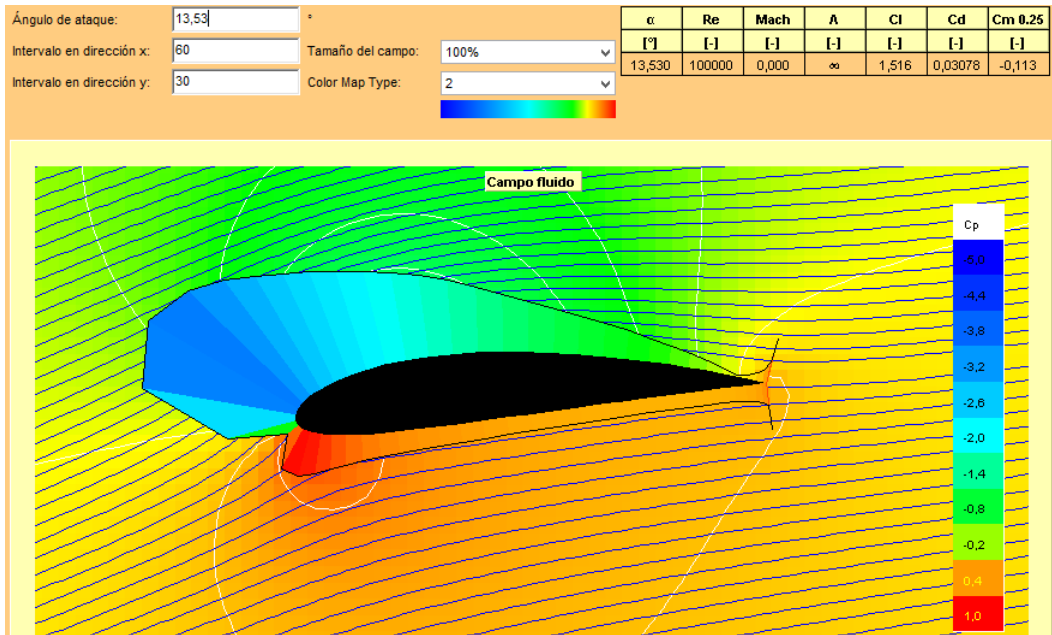 Ángulo de ataque: 13,53 °
Intervalo en dirección x: 60 Tamaño del campo: 100%
Intervalo en dirección y: 30 Color Map Type: 2
α Re Mach Λ Cl Cd Cm 0.25
[°] [-] [-] [-] [-] [-] [-]
13,530 100000 0,000 ∞ 1,516 0,03078 -0,113
Campo fluido
Cp
-5,0
-4,4
-3,8
-3,2
-2,6
-2,0
-1,4
-0,8
-0,2
0,4
1,0